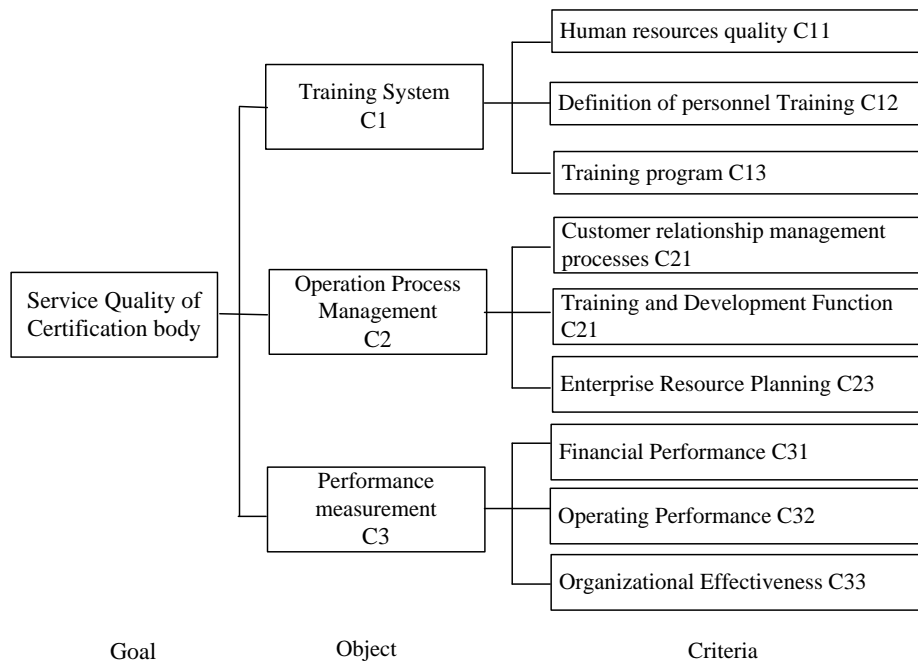 Service Quality of
Certification body
Training System
C1
Human resources quality C11
Definition of personnel Training C12
Training program C13
Operation Process
Management
C2
Customer relationship management
processes C21
Training and Development Function
C21
Enterprise Resource Planning C23
Performance
measurement
C3
Financial Performance C31
Operating Performance C32
Organizational Effectiveness C33
Goal
Object
Criteria